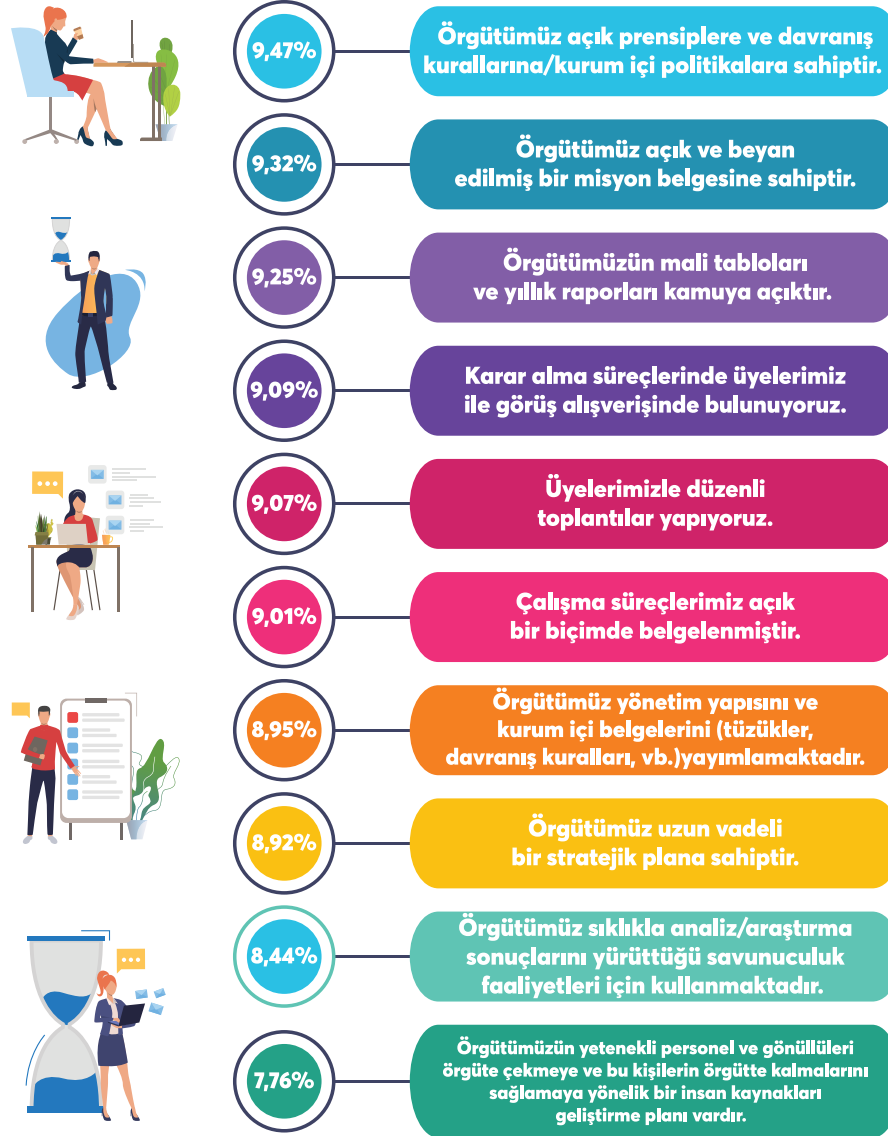 9,47%
Örgütümüz açık prensiplere ve davranış
kurallarına/kurum içi politikalara sahiptir.
9,32%
Örgütümüz açık ve beyan
edilmiş bir misyon belgesine sahiptir.
9,25%
Örgütümüzün mali tabloları
ve yıllık raporları kamuya açıktır.
9,09%
Karar alma süreçlerinde üyelerimiz
ile görüş alışverişinde bulunuyoruz.
9,07%
Üyelerimizle düzenli
toplantılar yapıyoruz.
9,01%
Çalışma süreçlerimiz açık
bir biçimde belgelenmiştir.
8,95%
Örgütümüz yönetim yapısını ve
kurum içi belgelerini (tüzükler,
davranış kuralları, vb.)yayımlamaktadır.
8,92%
Örgütümüz uzun vadeli
bir stratejik plana sahiptir.
8,44%
Örgütümüz sıklıkla analiz/araştırma
sonuçlarını yürüttüğü savunuculuk
faaliyetleri için kullanmaktadır.
7,76%
Örgütümüzün yetenekli personel ve gönüllüleri
örgüte çekmeye ve bu kişilerin örgütte kalmalarını
sağlamaya yönelik bir insan kaynakları
geliştirme planı vardır.